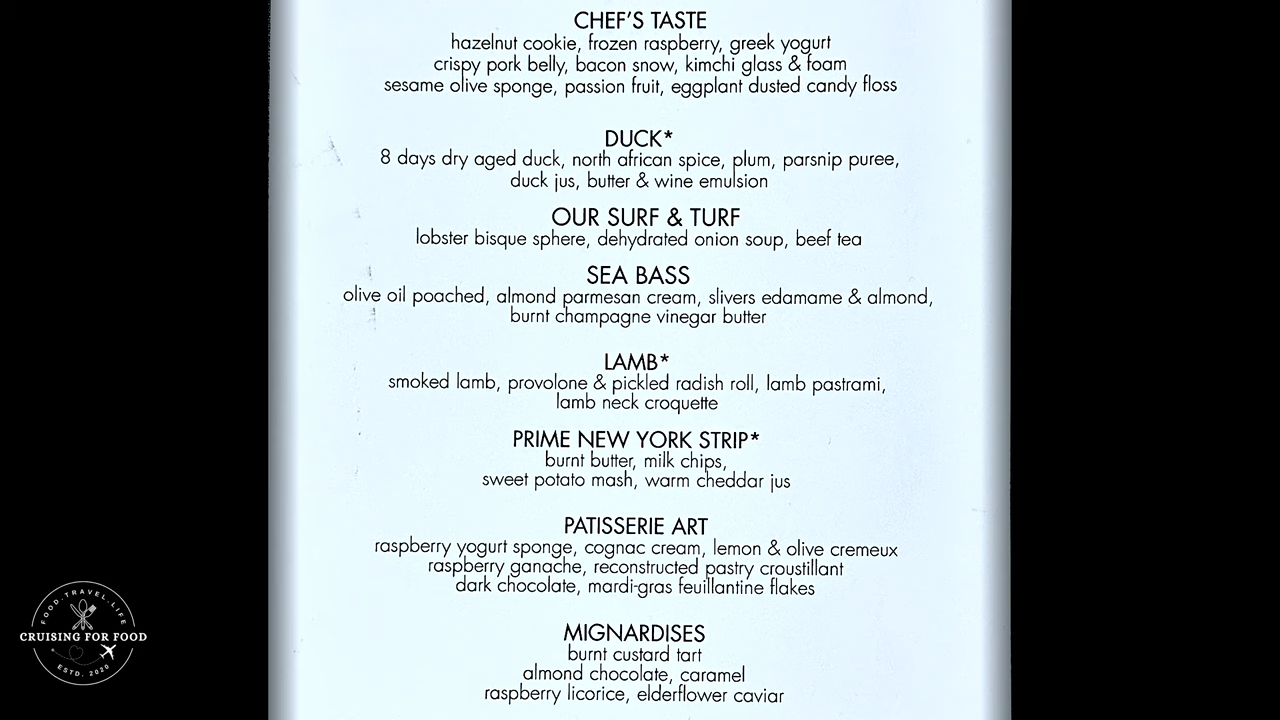 CHEF'S TASTE
hazelnut cookie, frozen raspberry, greek yogurt
crispy pork belly, bacon snow, kimchi glass & foam
sesame olive sponge, passion fruit, eggplant dusted candy floss
DUCK*
8 days dry aged duck, north african spice, plum, parsnip puree,
duck jus, butter & wine emulsion
OUR SURF & TURF
lobster bisque sphere, dehydrated onion soup, beef tea
SEA BASS
olive oil poached, almond parmesan cream, slivers edamame & almond,
burnt champagne vinegar butter
LAMB*
smoked lamb, provolone & pickled radish roll, lamb pastrami,
lamb neck croquette
PRIME NEW YORK STRIP*
burnt butter, milk chips,
sweet potato mash, warm cheddar jus
PATISSERIE ART
raspberry yogurt sponge, cognac cream, lemon & olive cremeux
raspberry ganache, reconstructed pastry croustillant
dark chocolate, mardi-gras feuillantine flakes
MIGNARDISES
burnt custard tart
almond chocolate, caramel
raspberry licorice, elderflower caviar
FOOD.TRAVEL.LIFE
CRUISING FOR FOOD
ESTD. 2020